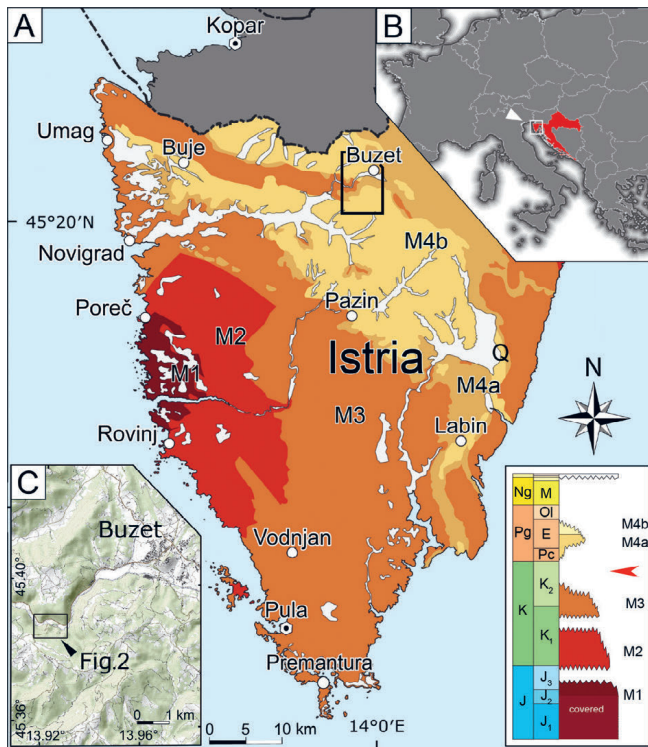 A
B
Kopar
Umag
Buje
Buzet
45°20´N
Novigrad
M4b
Poreč
M2
Pazin
Istria
Q
M1
M4a
N
M3
Labin
Rovinj
C
Buzet
Vodnjan
45.40°
Fig.2
Pula
Premantura
45.36°
0 1 km
13.92° 13.96°
0 5 10 km
14°0´E
Ng M
Ol
Pg E M4b
M4a
Pc
K₂
K M3
K₁
M2
J₃
J J₂ M1
covered
J₁